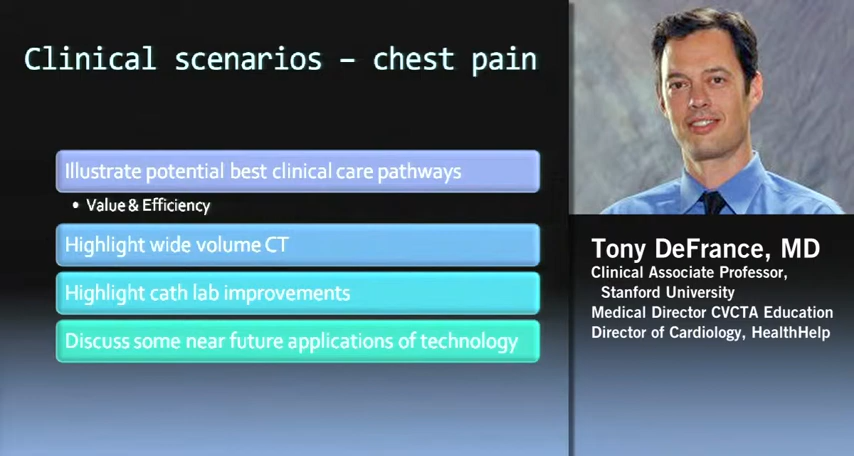 Clinical scenarios – chest pain
Illustrate potential best clinical care pathways
• Value & Efficiency
Highlight wide volume CT
Highlight cath lab improvements
Discuss some near future applications of technology
Tony DeFrance, MD
Clinical Associate Professor,
Stanford University
Medical Director CVCTA Education
Director of Cardiology, HealthHelp